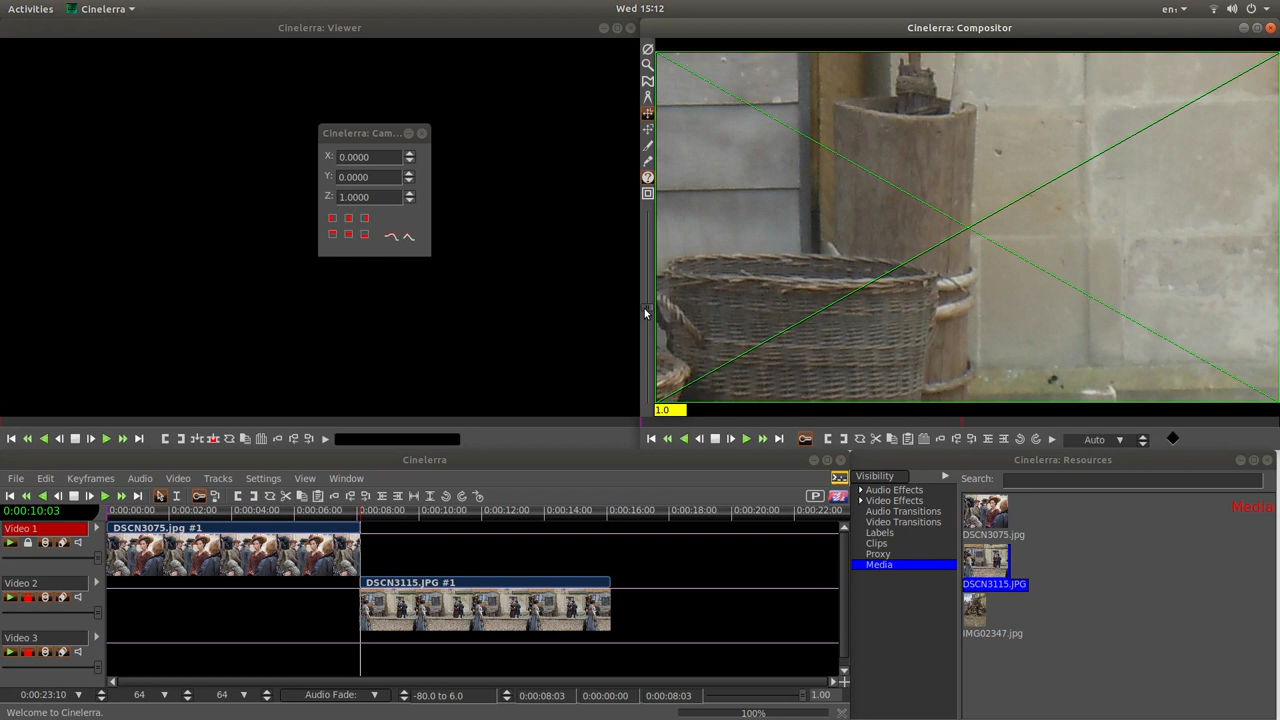 Activities Cinelerra Wed 15:12 en
Cinelerra: Viewer
Cinelerra: Compositor
Cinelerra: Cam...
X: 0.0000
Y: 0.0000
Z: 1.0000
1.0
Auto
Cinelerra
File Edit Keyframes Audio Video Tracks Settings View Window
P
0:00:10:03
0:00:00:00 0:00:02:00 0:00:04:00 0:00:06:00 0:00:08:00 0:00:10:00 0:00:12:00 0:00:14:00 0:00:16:00 0:00:18:00 0:00:20:00 0:00:22:00
Video 1
DSCN3075.jpg #1
Video 2
DSCN3115.JPG #1
Video 3
0:00:23:10 64 64 Audio Fade: -80.0 to 6.0 0:00:08:03 0:00:00:00 0:00:08:03 1.00
Welcome to Cinelerra. 100%
Cinelerra: Resources
Visibility
Audio Effects
Video Effects
Audio Transitions
Video Transitions
Labels
Clips
Proxy
Media
Search:
Media
DSCN3075.jpg
DSCN3115.JPG
IMG02347.jpg